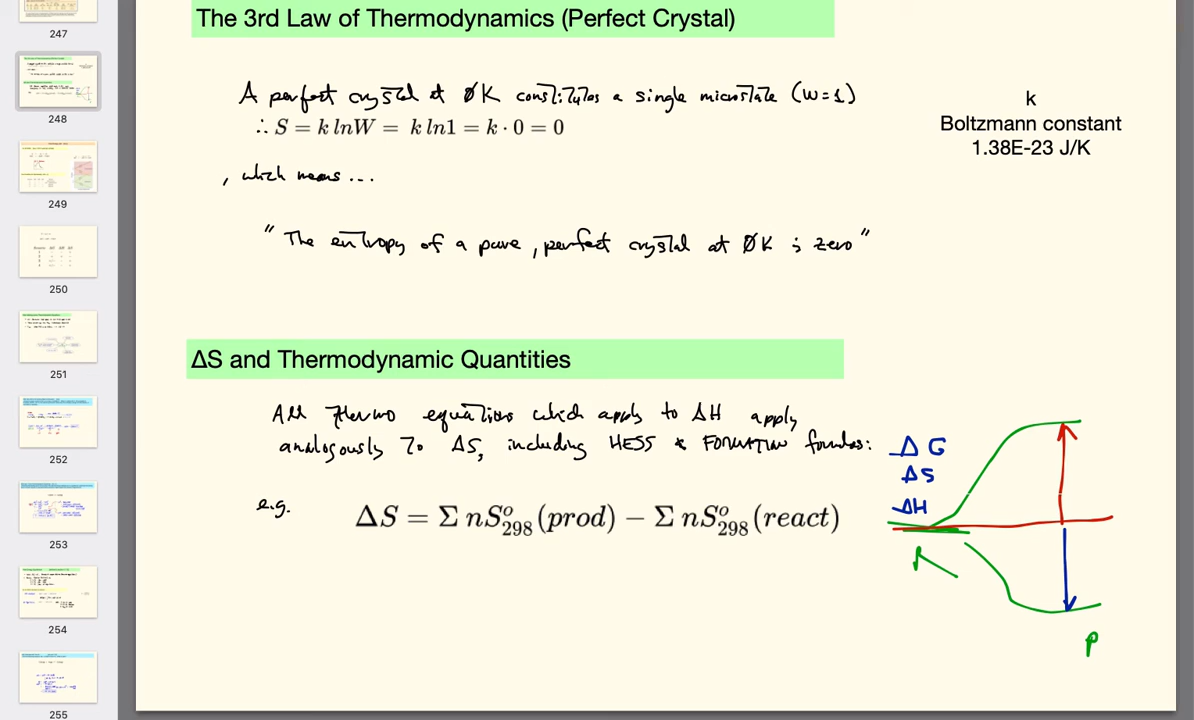 247
248
249
250
251
252
253
254
255
The 3rd Law of Thermodynamics (Perfect Crystal)
A perfect crystal at 0K constitutes a single microstate (W=1)
∴ S = k lnW = k ln1 = k · 0 = 0
, which means ...
" The entropy of a pure, perfect crystal at 0K is zero "
k
Boltzmann constant
1.38E-23 J/K
ΔS and Thermodynamic Quantities
All thermo equations which apply to ΔH apply
analogously to ΔS, including HESS & FORMATION formulas:
e.g.
ΔS = Σ nS°298(prod) − Σ nS°298(react)
ΔG
ΔS
ΔH
R
P